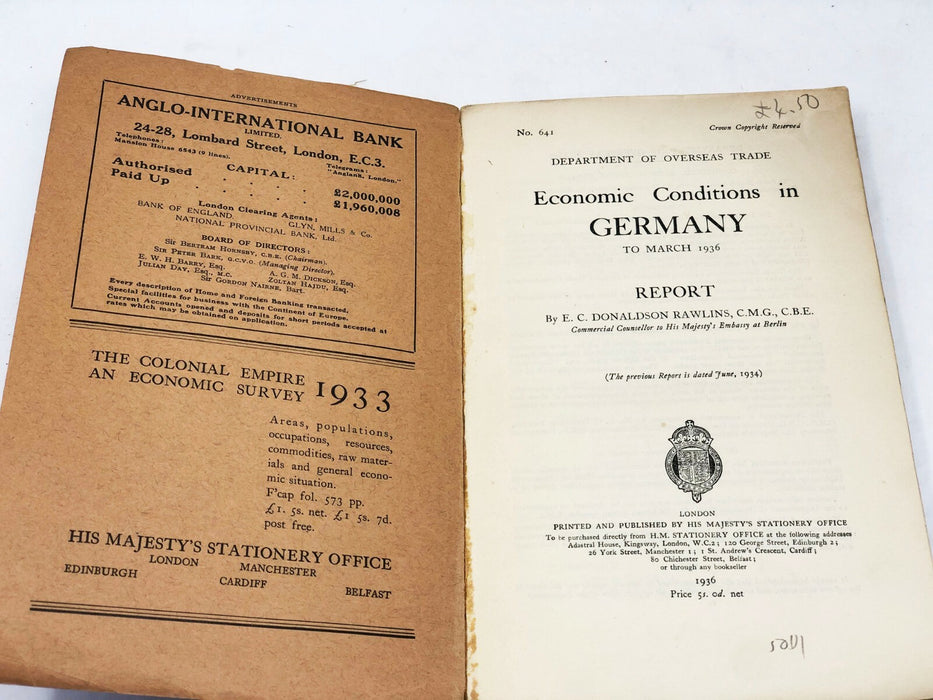 ADVERTISEMENTS
ANGLO-INTERNATIONAL BANK
LIMITED.
24-28, Lombard Street, London, E.C.3.
Telephones: Telegrams:
Mansion House 6543 (9 lines). "Anglank, London."
CAPITAL:
Authorised . . . . £2,000,000
Paid Up . . . . £1,960,008
London Clearing Agents:
BANK OF ENGLAND. GLYN, MILLS & Co.
NATIONAL PROVINCIAL BANK, Ltd.
BOARD OF DIRECTORS:
Sir BERTRAM HORNSBY, C.B.E. (Chairman).
Sir PETER BARK, G.C.V.O. (Managing Director).
E. W. H. BARRY, Esq. A. G. M. DICKSON, Esq.
JULIAN DAY, Esq., M.C. ZOLTAN HAJDU, Esq.
Sir GORDON NAIRNE, Bart.
Every description of Home and Foreign Banking transacted.
Special facilities for business with the Continent of Europe.
Current Accounts opened and deposits for short periods accepted at
rates which may be obtained on application.
THE COLONIAL EMPIRE
AN ECONOMIC SURVEY 1933
Areas, populations,
occupations, resources,
commodities, raw mater-
ials and general econo-
mic situation.
F'cap fol. 573 pp.
£1. 5s. net. £1 5s. 7d.
post free.
HIS MAJESTY'S STATIONERY OFFICE
LONDON MANCHESTER
EDINBURGH CARDIFF BELFAST
£4.50
No. 641 Crown Copyright Reserved
DEPARTMENT OF OVERSEAS TRADE
Economic Conditions in
GERMANY
TO MARCH 1936
REPORT
By E. C. DONALDSON RAWLINS, C.M.G., C.B.E.
Commercial Counsellor to His Majesty's Embassy at Berlin
(The previous Report is dated June, 1934)
LONDON
PRINTED AND PUBLISHED BY HIS MAJESTY'S STATIONERY OFFICE
To be purchased directly from H.M. STATIONERY OFFICE at the following addresses
Adastral House, Kingsway, London, W.C.2; 120 George Street, Edinburgh 2;
26 York Street, Manchester 1; 1 St. Andrew's Crescent, Cardiff;
80 Chichester Street, Belfast;
or through any bookseller
1936
Price 5s. 0d. net